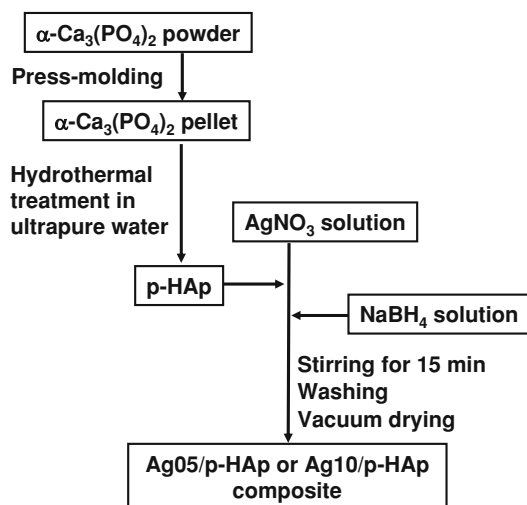 α-Ca₃(PO₄)₂ powder
Press-molding
α-Ca₃(PO₄)₂ pellet
Hydrothermal
treatment in
ultrapure water
AgNO₃ solution
p-HAp
NaBH₄ solution
Stirring for 15 min
Washing
Vacuum drying
Ag05/p-HAp or Ag10/p-HAp
composite